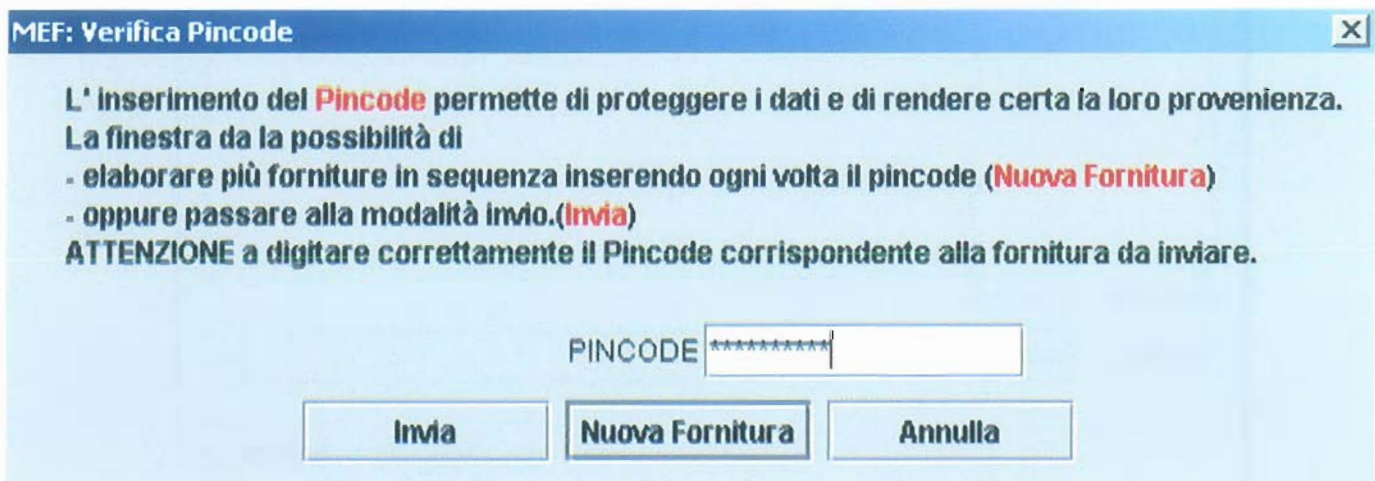 MEF: Verifica Pincode
L' inserimento del Pincode permette di proteggere i dati e di rendere certa la loro provenienza.
La finestra da la possibilità di
- elaborare più forniture in sequenza inserendo ogni volta il pincode (Nuova Fornitura)
- oppure passare alla modalità invio.(Invia)
ATTENZIONE a digitare correttamente il Pincode corrispondente alla fornitura da inviare.
PINCODE **********
Invia Nuova Fornitura Annulla